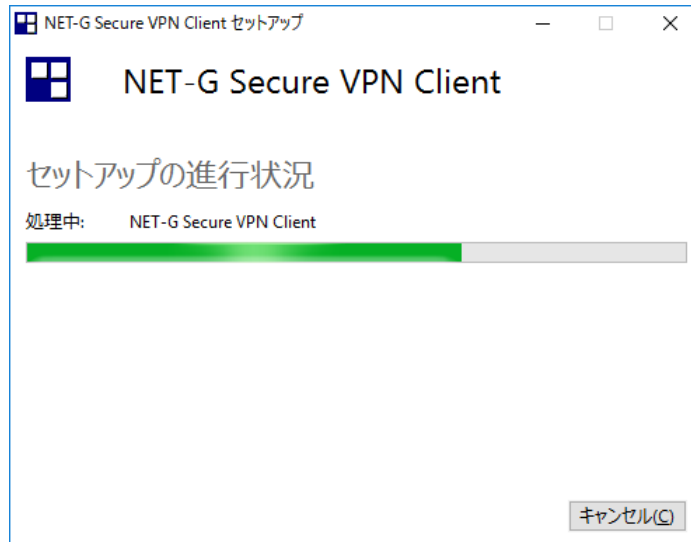 NET-G Secure VPN Client セットアップ
NET-G Secure VPN Client
セットアップの進行状況
処理中: NET-G Secure VPN Client
キャンセル(C)